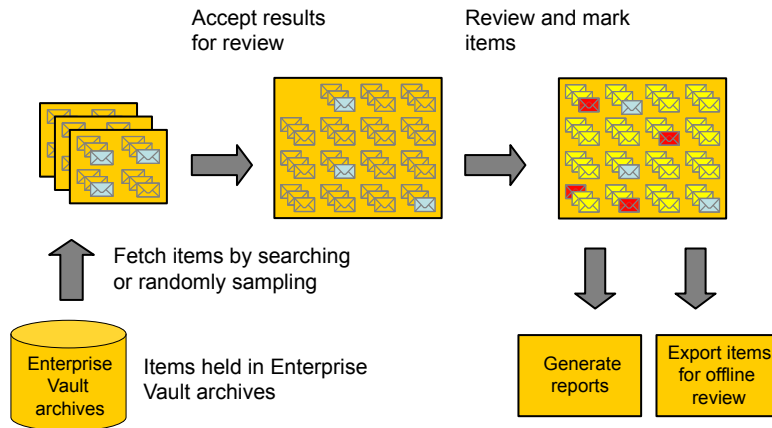 Accept results
for review
Review and mark
items
Fetch items by searching
or randomly sampling
Enterprise
Vault
archives
Items held in Enterprise
Vault archives
Generate
reports
Export items
for offline
review